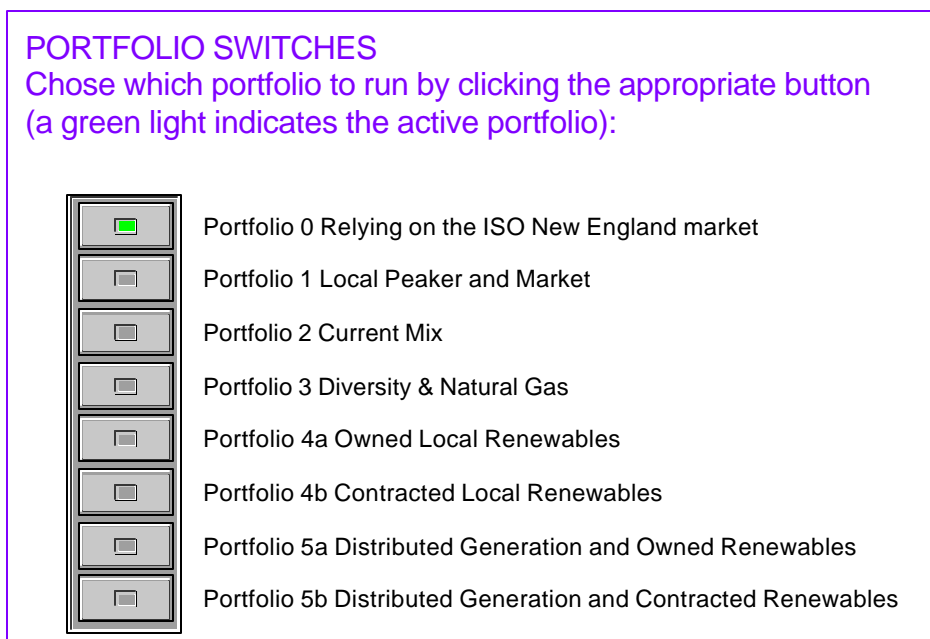 PORTFOLIO SWITCHES
Chose which portfolio to run by clicking the appropriate button
(a green light indicates the active portfolio):
Portfolio 0 Relying on the ISO New England market
Portfolio 1 Local Peaker and Market
Portfolio 2 Current Mix
Portfolio 3 Diversity & Natural Gas
Portfolio 4a Owned Local Renewables
Portfolio 4b Contracted Local Renewables
Portfolio 5a Distributed Generation and Owned Renewables
Portfolio 5b Distributed Generation and Contracted Renewables